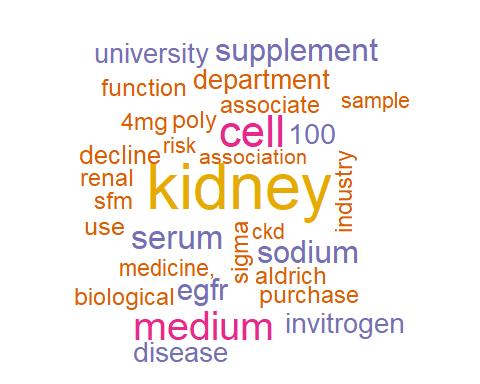 university supplement
function department
associate sample
4mg poly cell 100
decline risk association
renal kidney industry
sfm
use serum sigma ckd
sodium
medicine, aldrich
biological egfr purchase
medium invitrogen
disease